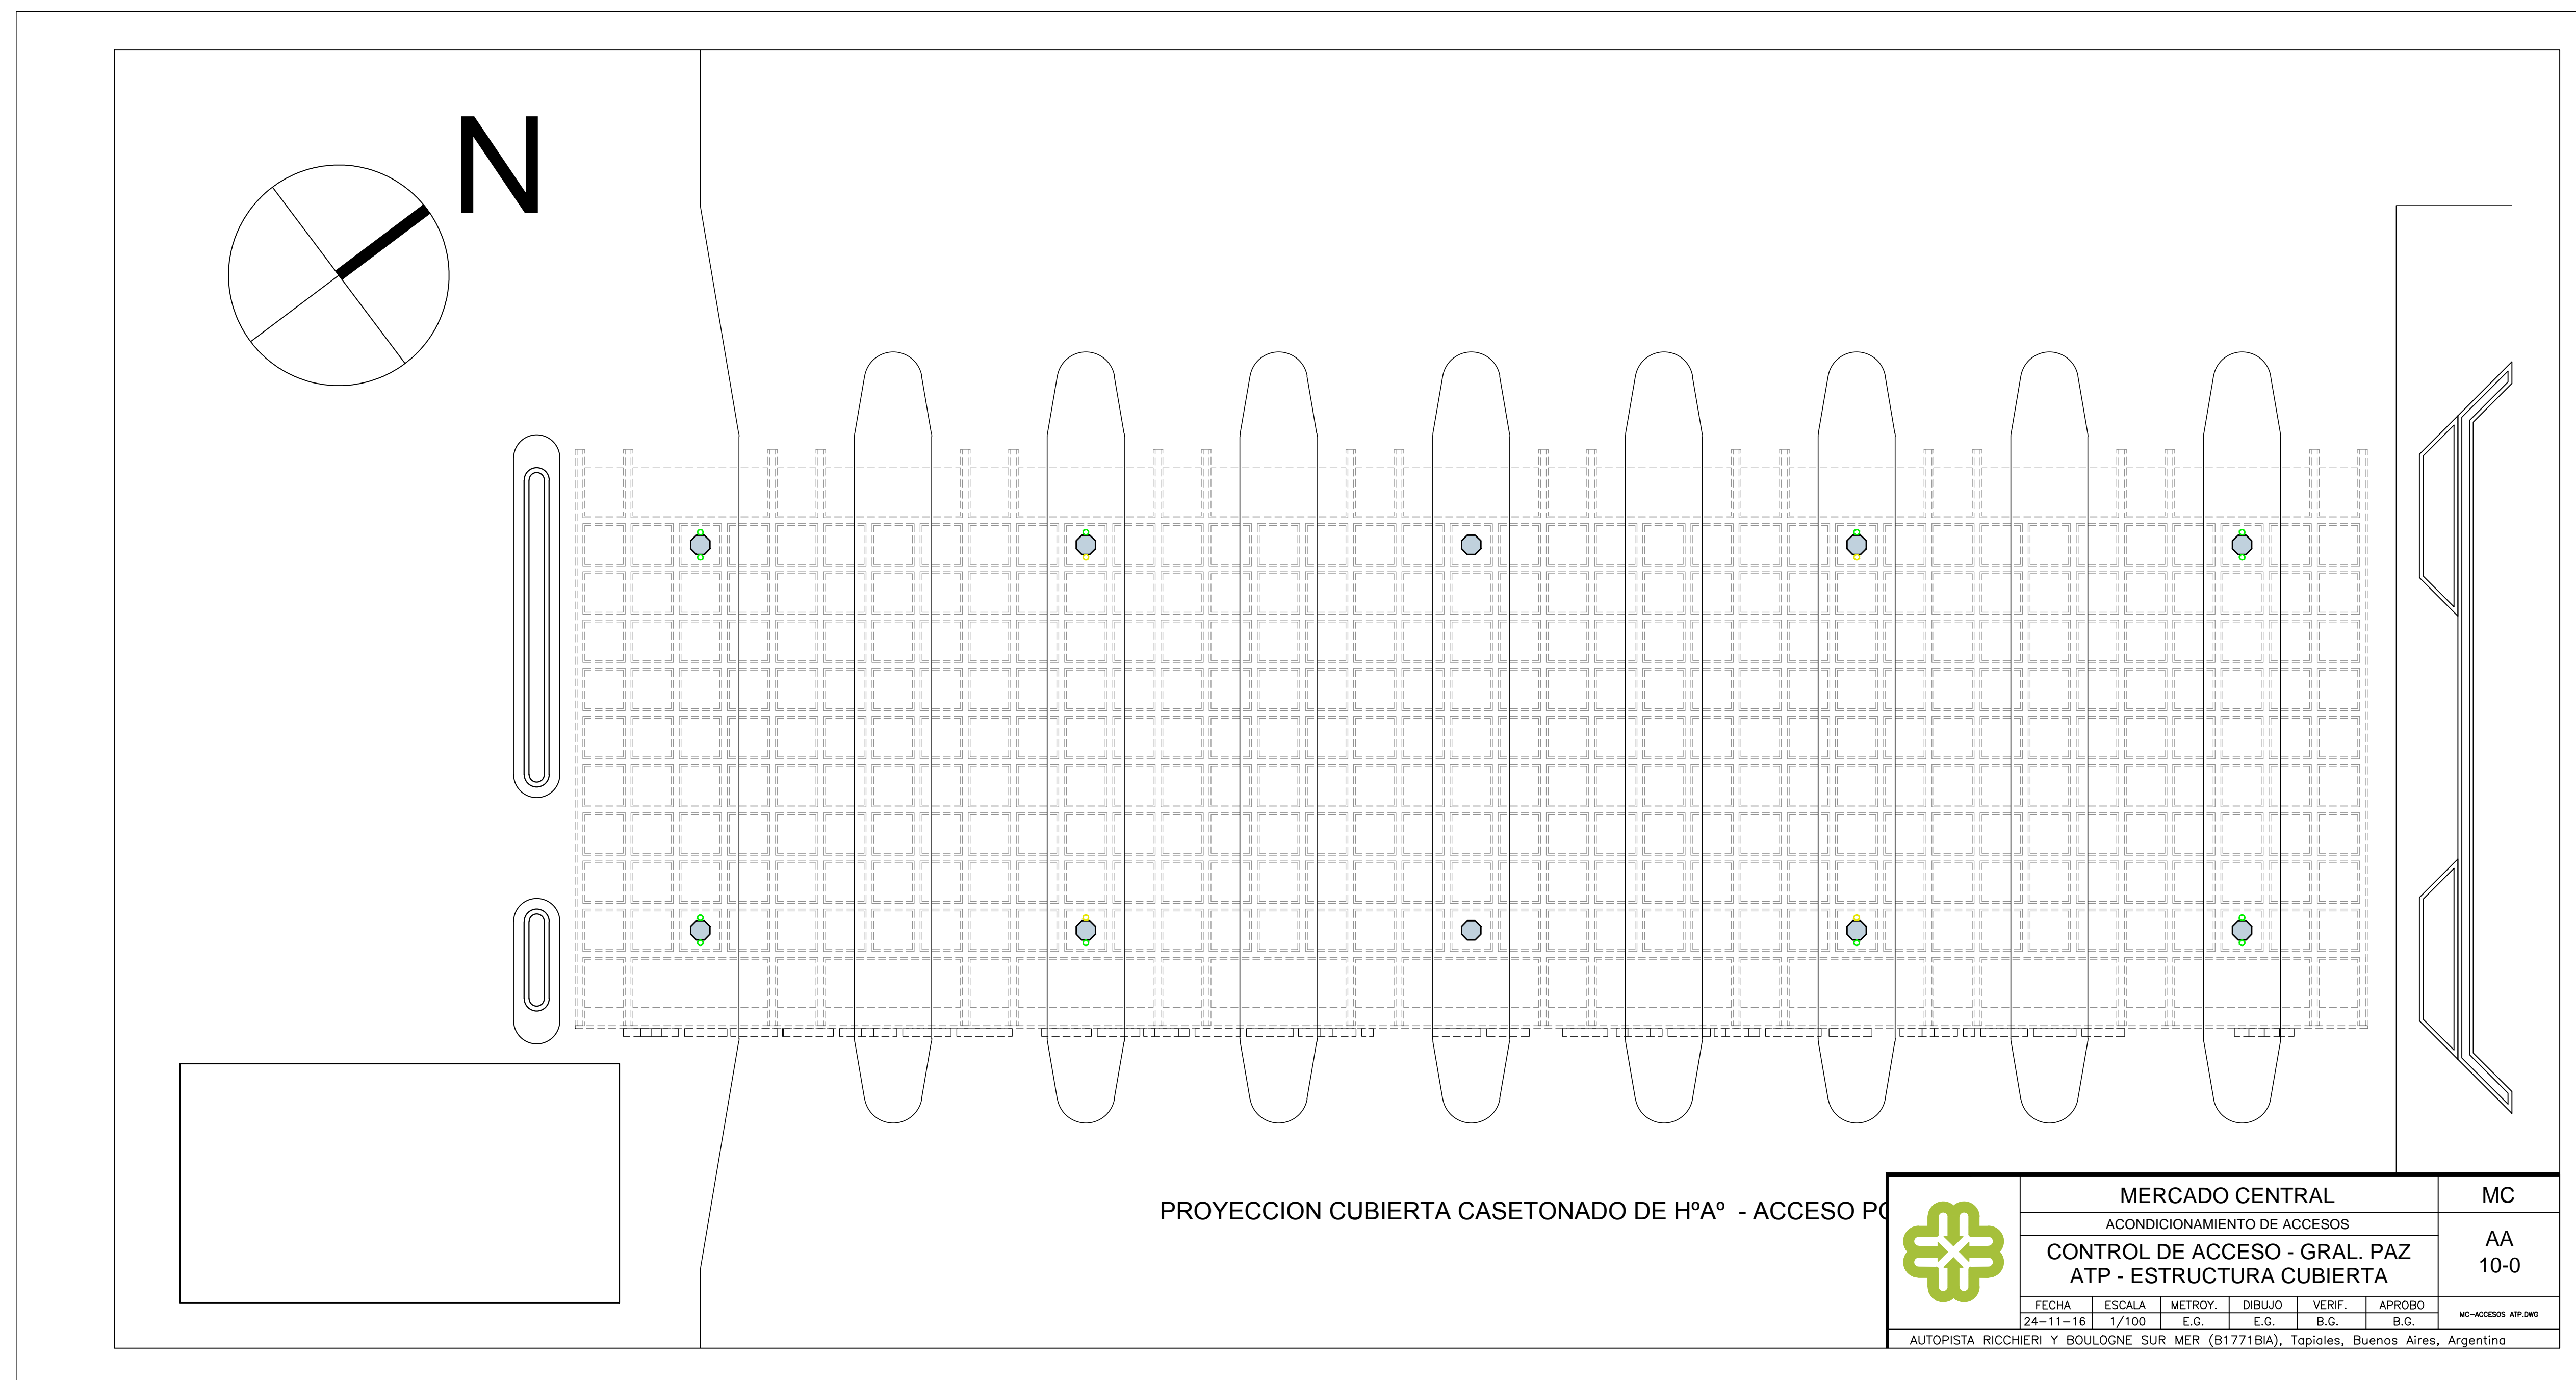 N
PROYECCION CUBIERTA CASETONADO DE HºAº - ACCESO
MERCADO CENTRAL
MC
ACONDICIONAMIENTO DE ACCESOS
CONTROL DE ACCESO - GRAL. PAZ
ATP - ESTRUCTURA CUBIERTA
AA
10-0
FECHA ESCALA METROY. DIBUJO VERIF. APROBO
24-11-16 1/100 E.G. E.G. B.G. B.G.
MC-ACCESOS ATP.DWG
AUTOPISTA RICCHIERI Y BOULOGNE SUR MER (B1771BIA), Tapiales, Buenos Aires, Argentina